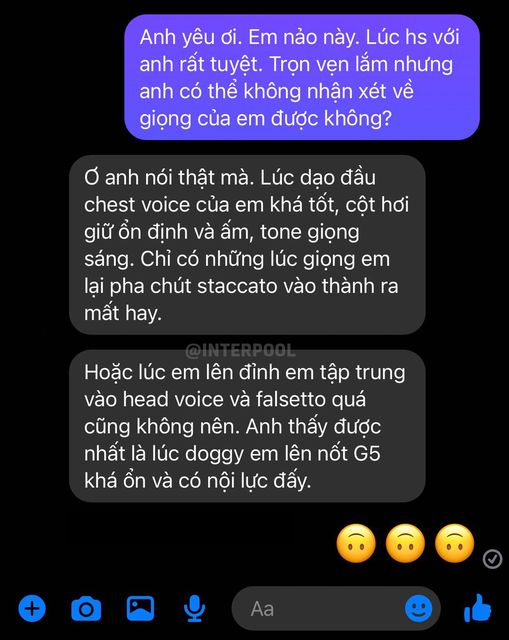 Anh yêu ơi. Em nảo này. Lúc hs với
anh rất tuyệt. Trọn vẹn lắm nhưng
anh có thể không nhận xét về
giọng của em được không?
Ơ anh nói thật mà. Lúc dạo đầu
chest voice của em khá tốt, cột hơi
giữ ổn định và ấm, tone giọng
sáng. Chỉ có những lúc giọng em
lại pha chút staccato vào thành ra
mất hay.
@INTERPOOL
Hoặc lúc em lên đỉnh em tập trung
vào head voice và falsetto quá
cũng không nên. Anh thấy được
nhất là lúc doggy em lên nốt G5
khá ổn và có nội lực đấy.
🙃 🙃 🙃
Aa